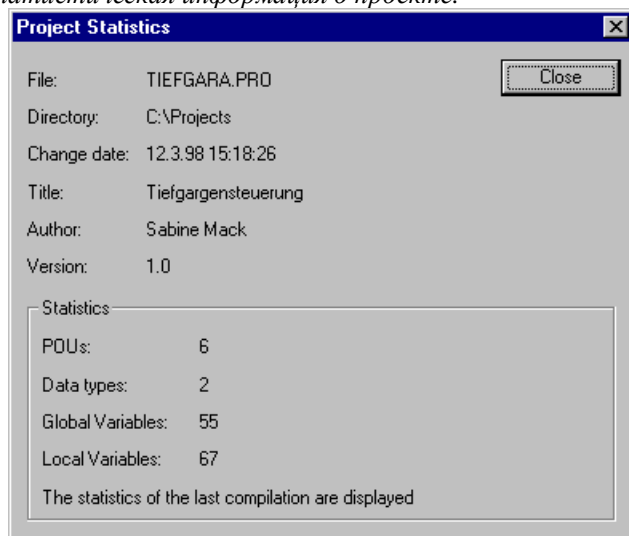 информация о проекте.
Project Statistics
File: TIEFGARA.PRO
Close
Directory: C:\Projects
Change date: 12.3.98 15:18:26
Title: Tiefgargensteuerung
Author: Sabine Mack
Version: 1.0
Statistics
POUs: 6
Data types: 2
Global Variables: 55
Local Variables: 67
The statistics of the last compilation are displayed